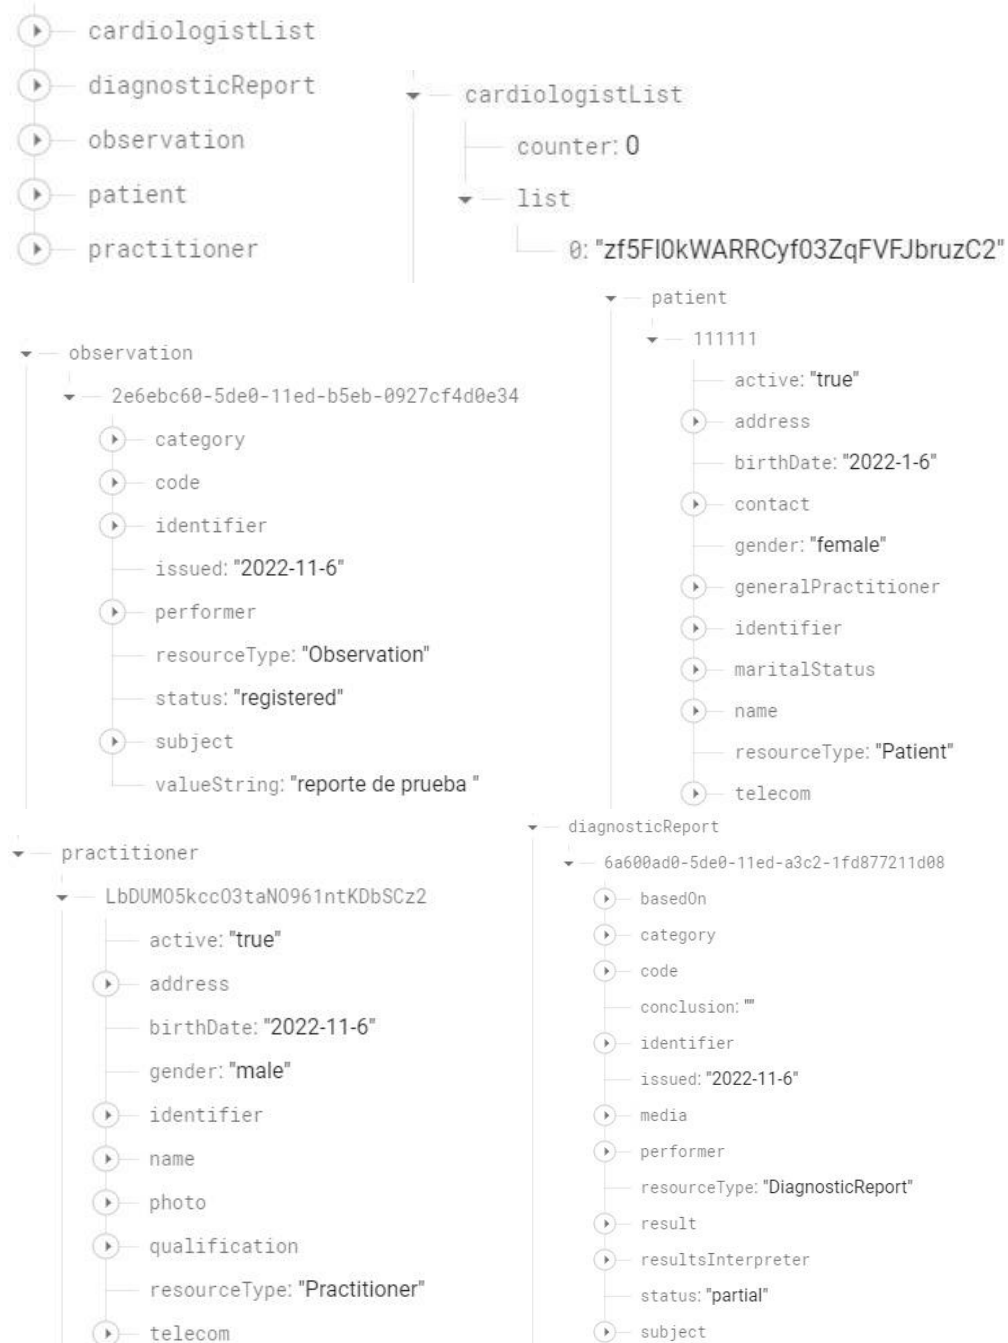 cardiologistList
diagnosticReport
observation
patient
practitioner
cardiologistList
counter: 0
list
0: "zf5Fl0kWARRCyf03ZqFVFJbruzC2"
observation
2e6ebc60-5de0-11ed-b5eb-0927cf4d0e34
category
code
identifier
issued: "2022-11-6"
performer
resourceType: "Observation"
status: "registered"
subject
valueString: "reporte de prueba "
patient
111111
active: "true"
address
birthDate: "2022-1-6"
contact
gender: "female"
generalPractitioner
identifier
maritalStatus
name
resourceType: "Patient"
telecom
practitioner
LbDUMO5kccO3taNO961ntKDbSCz2
active: "true"
address
birthDate: "2022-11-6"
gender: "male"
identifier
name
photo
qualification
resourceType: "Practitioner"
telecom
diagnosticReport
6a600ad0-5de0-11ed-a3c2-1fd877211d08
basedOn
category
code
conclusion: ""
identifier
issued: "2022-11-6"
media
performer
resourceType: "DiagnosticReport"
result
resultsInterpreter
status: "partial"
subject